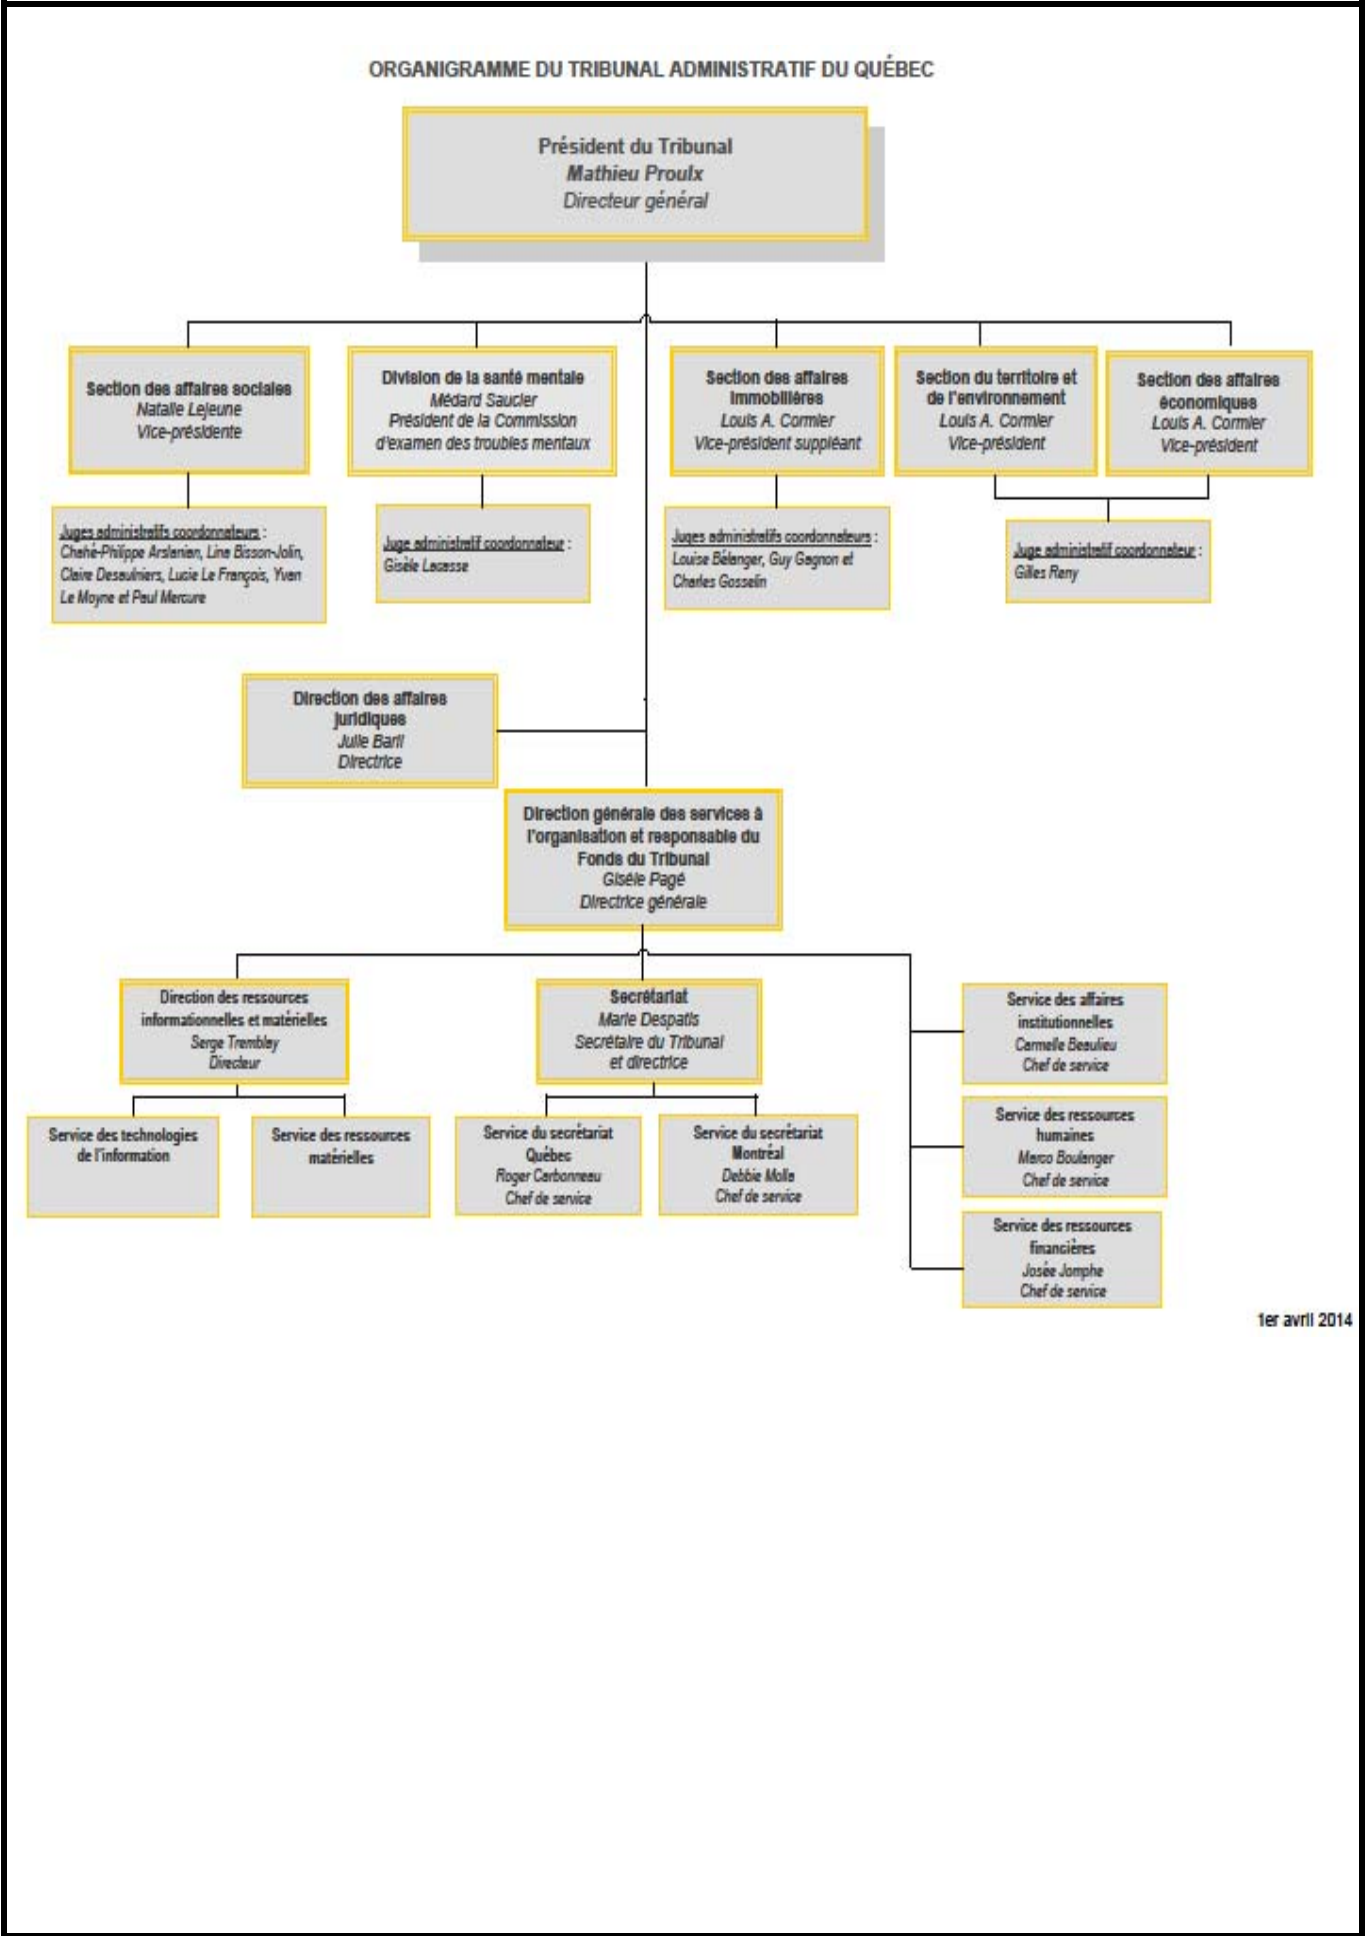 ORGANIGRAMME DU TRIBUNAL ADMINISTRATIF DU QUÉBEC
Président du Tribunal
Mathieu Proulx
Directeur général
Section des affaires sociales
Natalie Lejeune
Vice-présidente
Division de la santé mentale
Médard Saucier
Président de la Commission
d'examen des troubles mentaux
Section des affaires
immobilières
Louis A. Cormier
Vice-président suppléant
Section du territoire et
de l'environnement
Louis A. Cormier
Vice-président
Section des affaires
économiques
Louis A. Cormier
Vice-président
Juges administratifs coordonnateurs :
Chahé-Philippe Arslanian, Lina Bisson-Jolin,
Claire Desaulniers, Lucie Le François, Yvan
Le Moyne et Paul Mercure
Juge administratif coordonnateur :
Gisèle Lacasse
Juges administratifs coordonnateurs :
Louise Bélanger, Guy Gagnon et
Charles Gosselin
Juge administratif coordonnateur :
Gilles Reny
Direction des affaires
juridiques
Julie Baril
Directrice
Direction générale des services à
l'organisation et responsable du
Fonds du Tribunal
Gisèle Pagé
Directrice générale
Direction des ressources
informationnelles et matérielles
Serge Tremblay
Directeur
Secrétariat
Marie Despatis
Secrétaire du Tribunal
et directrice
Service des affaires
institutionnelles
Carmelle Beaulieu
Chef de service
Service des technologies
de l'information
Service des ressources
matérielles
Service du secrétariat
Québec
Roger Carbonneau
Chef de service
Service du secrétariat
Montréal
Debbie Molla
Chef de service
Service des ressources
humaines
Marco Boulanger
Chef de service
Service des ressources
financières
Josée Jomphe
Chef de service
1er avril 2014